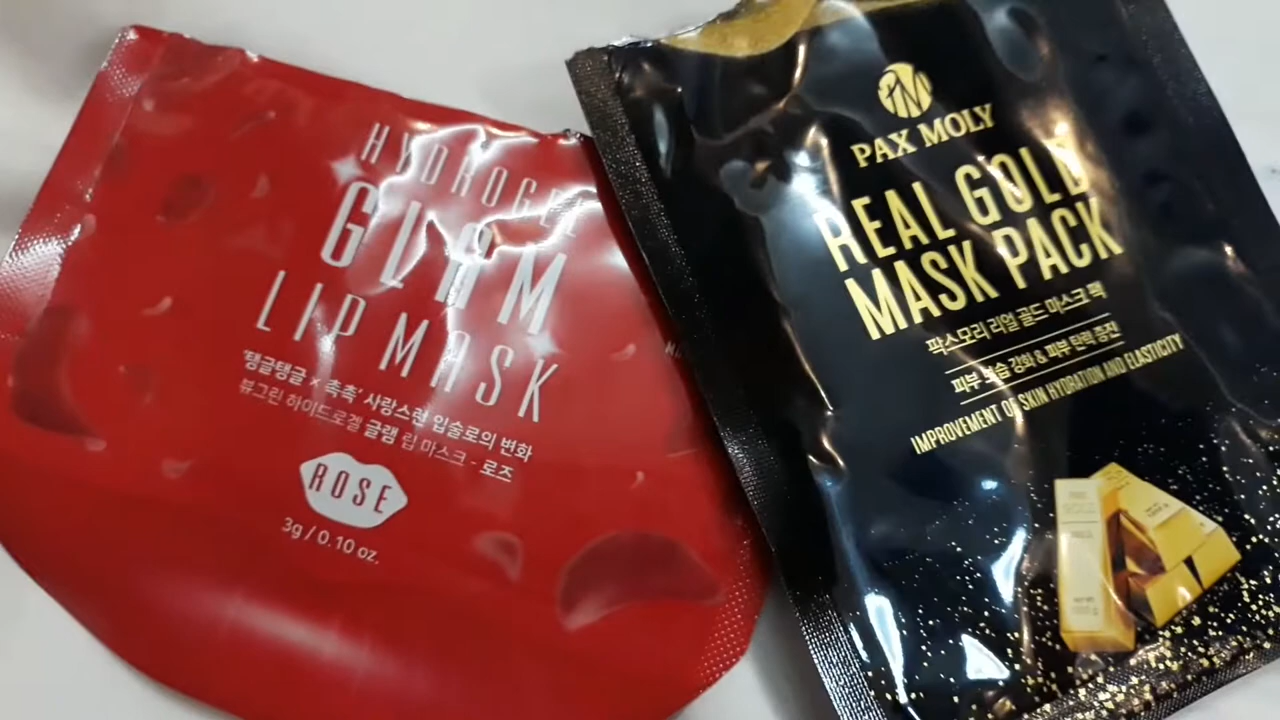 HYDROGEL
GLAM
LIP MASK
'탱글탱글 × 촉촉' 사랑스런 입술로의 변화
뷰그린 하이드로겔 글램 립 마스크 - 로즈
ROSE
3g / 0.10 oz.
PAX MOLY
REAL GOLD
MASK PACK
팍스모리 리얼 골드 마스크 팩
피부 보습 강화 & 피부 탄력 증진
IMPROVEMENT OF SKIN HYDRATION AND ELASTICITY